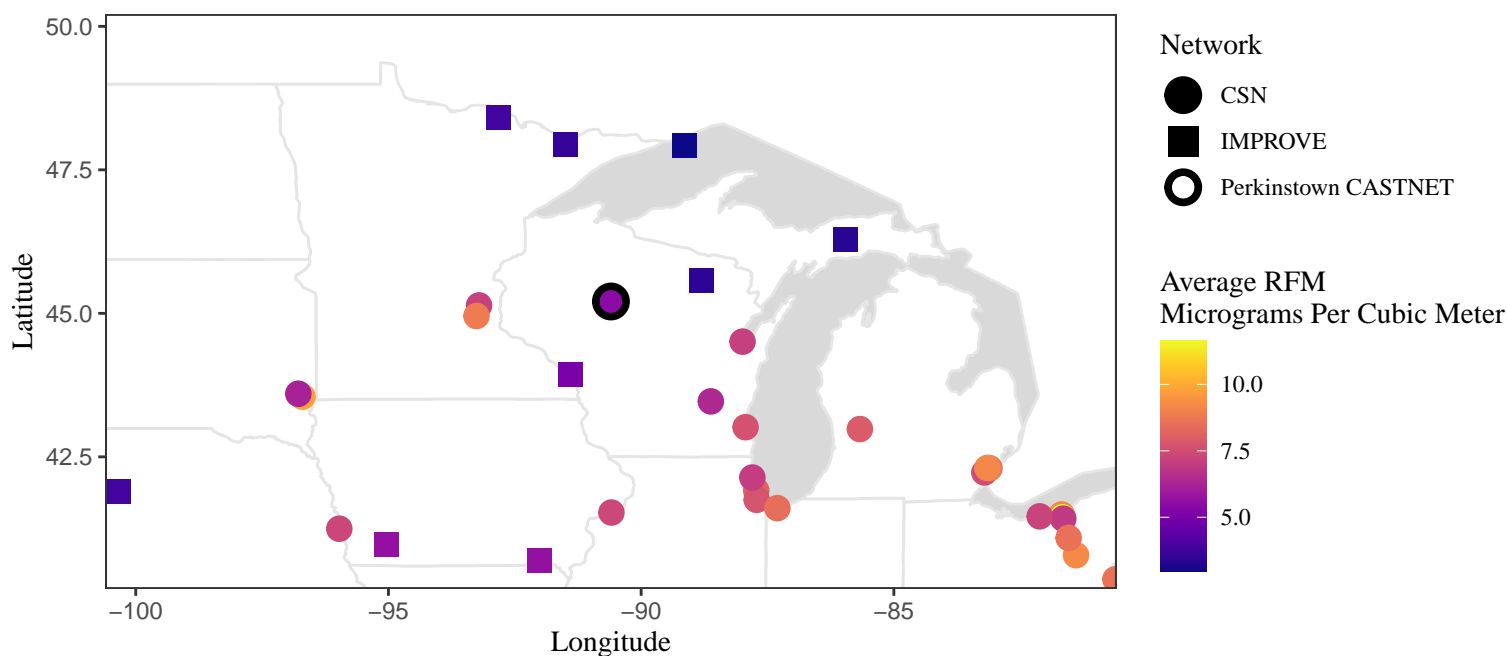 50.0
47.5
45.0
42.5
Latitude
−100
−95
−90
−85
Longitude
Network
CSN
IMPROVE
Perkinstown CASTNET
Average RFM
Micrograms Per Cubic Meter
10.0
7.5
5.0